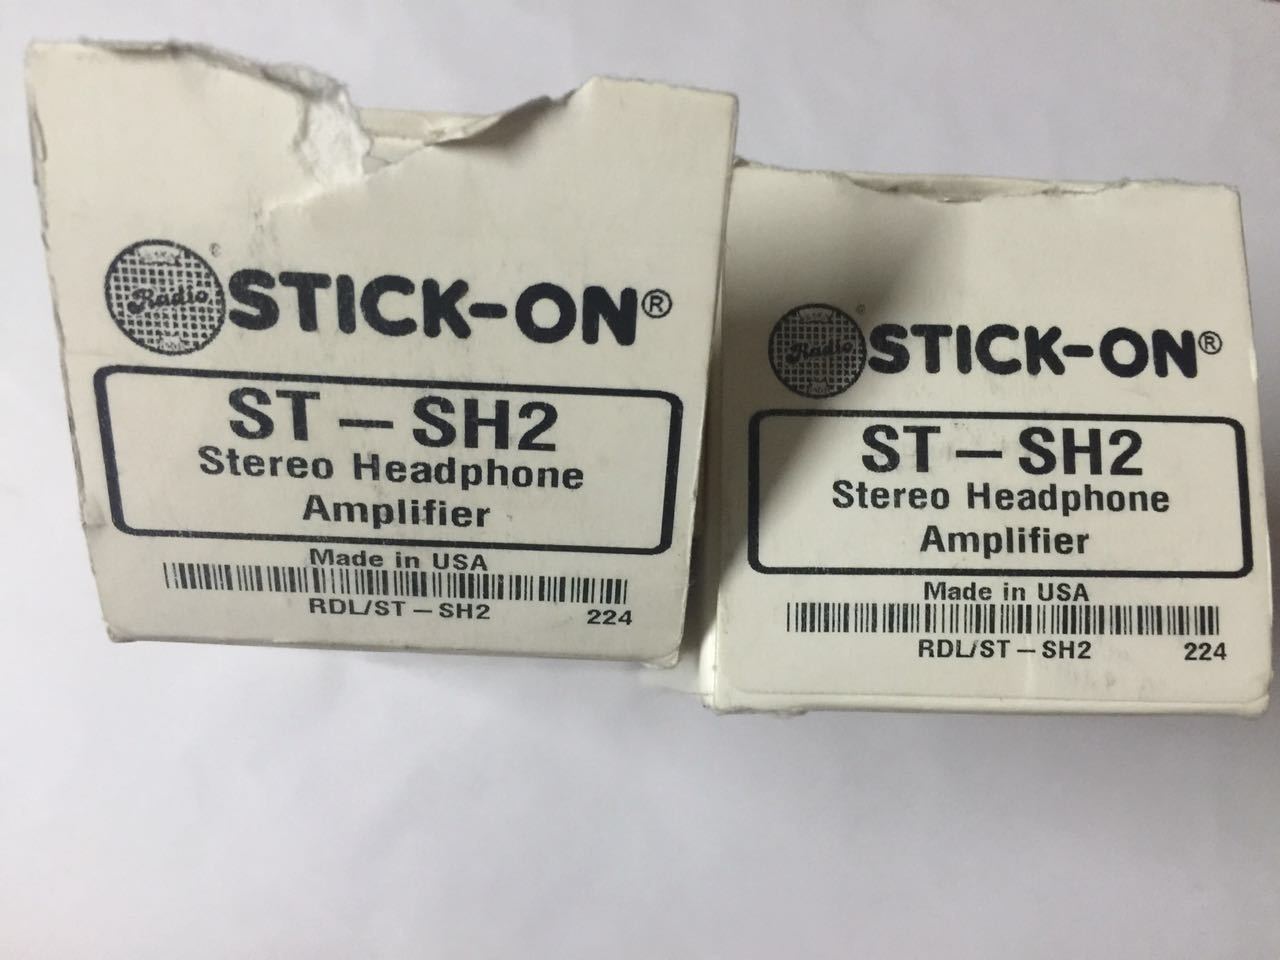 Radio ® STICK-ON®
ST-SH2
Stereo Headphone
Amplifier
Made in USA
RDL/ST-SH2 224
Radio ® STICK-ON®
ST-SH2
Stereo Headphone
Amplifier
Made in USA
RDL/ST-SH2 224